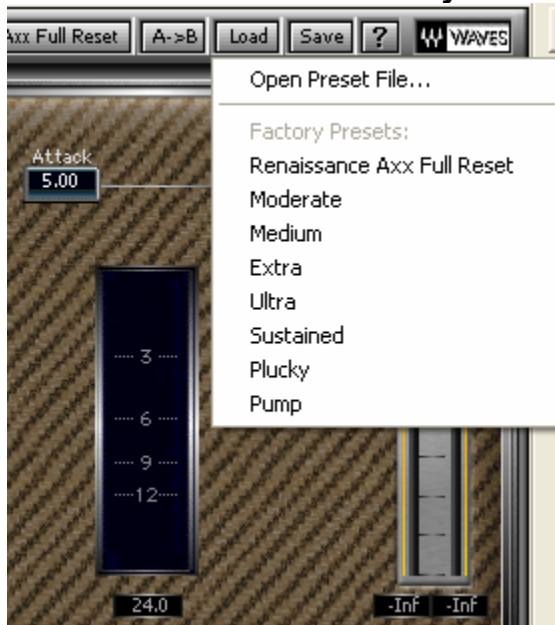 Axx Full Reset A->B Load Save ? WAVES
Open Preset File...
Factory Presets:
Attack
Renaissance Axx Full Reset
5.00
Moderate
Medium
Extra
Ultra
Sustained
3
Plucky
Pump
6
9
12
24.0 -Inf -Inf